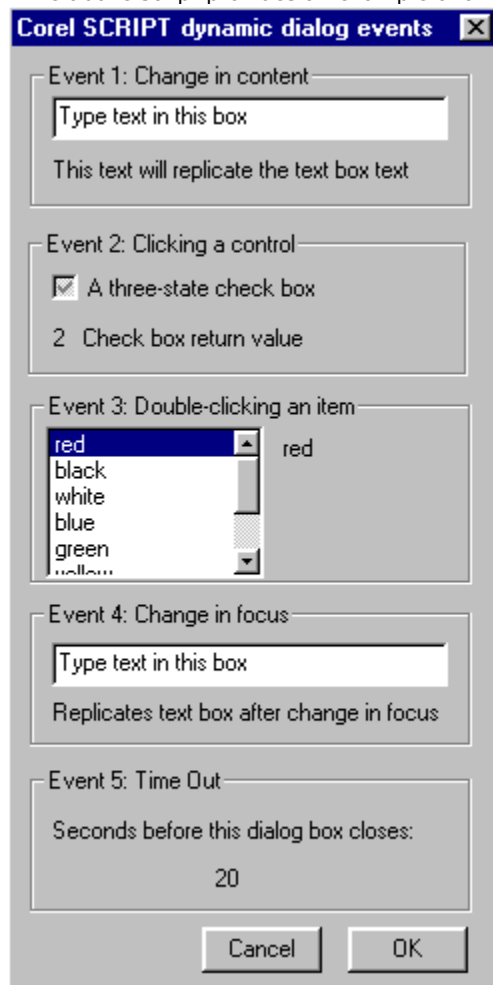 Corel SCRIPT dynamic dialog events
Event 1: Change in content
Type text in this box
This text will replicate the text box text
Event 2: Clicking a control
A three-state check box
2 Check box return value
Event 3: Double-clicking an item
red red
black
white
blue
green
yellow
Event 4: Change in focus
Type text in this box
Replicates text box after change in focus
Event 5: Time Out
Seconds before this dialog box closes:
20
Cancel OK